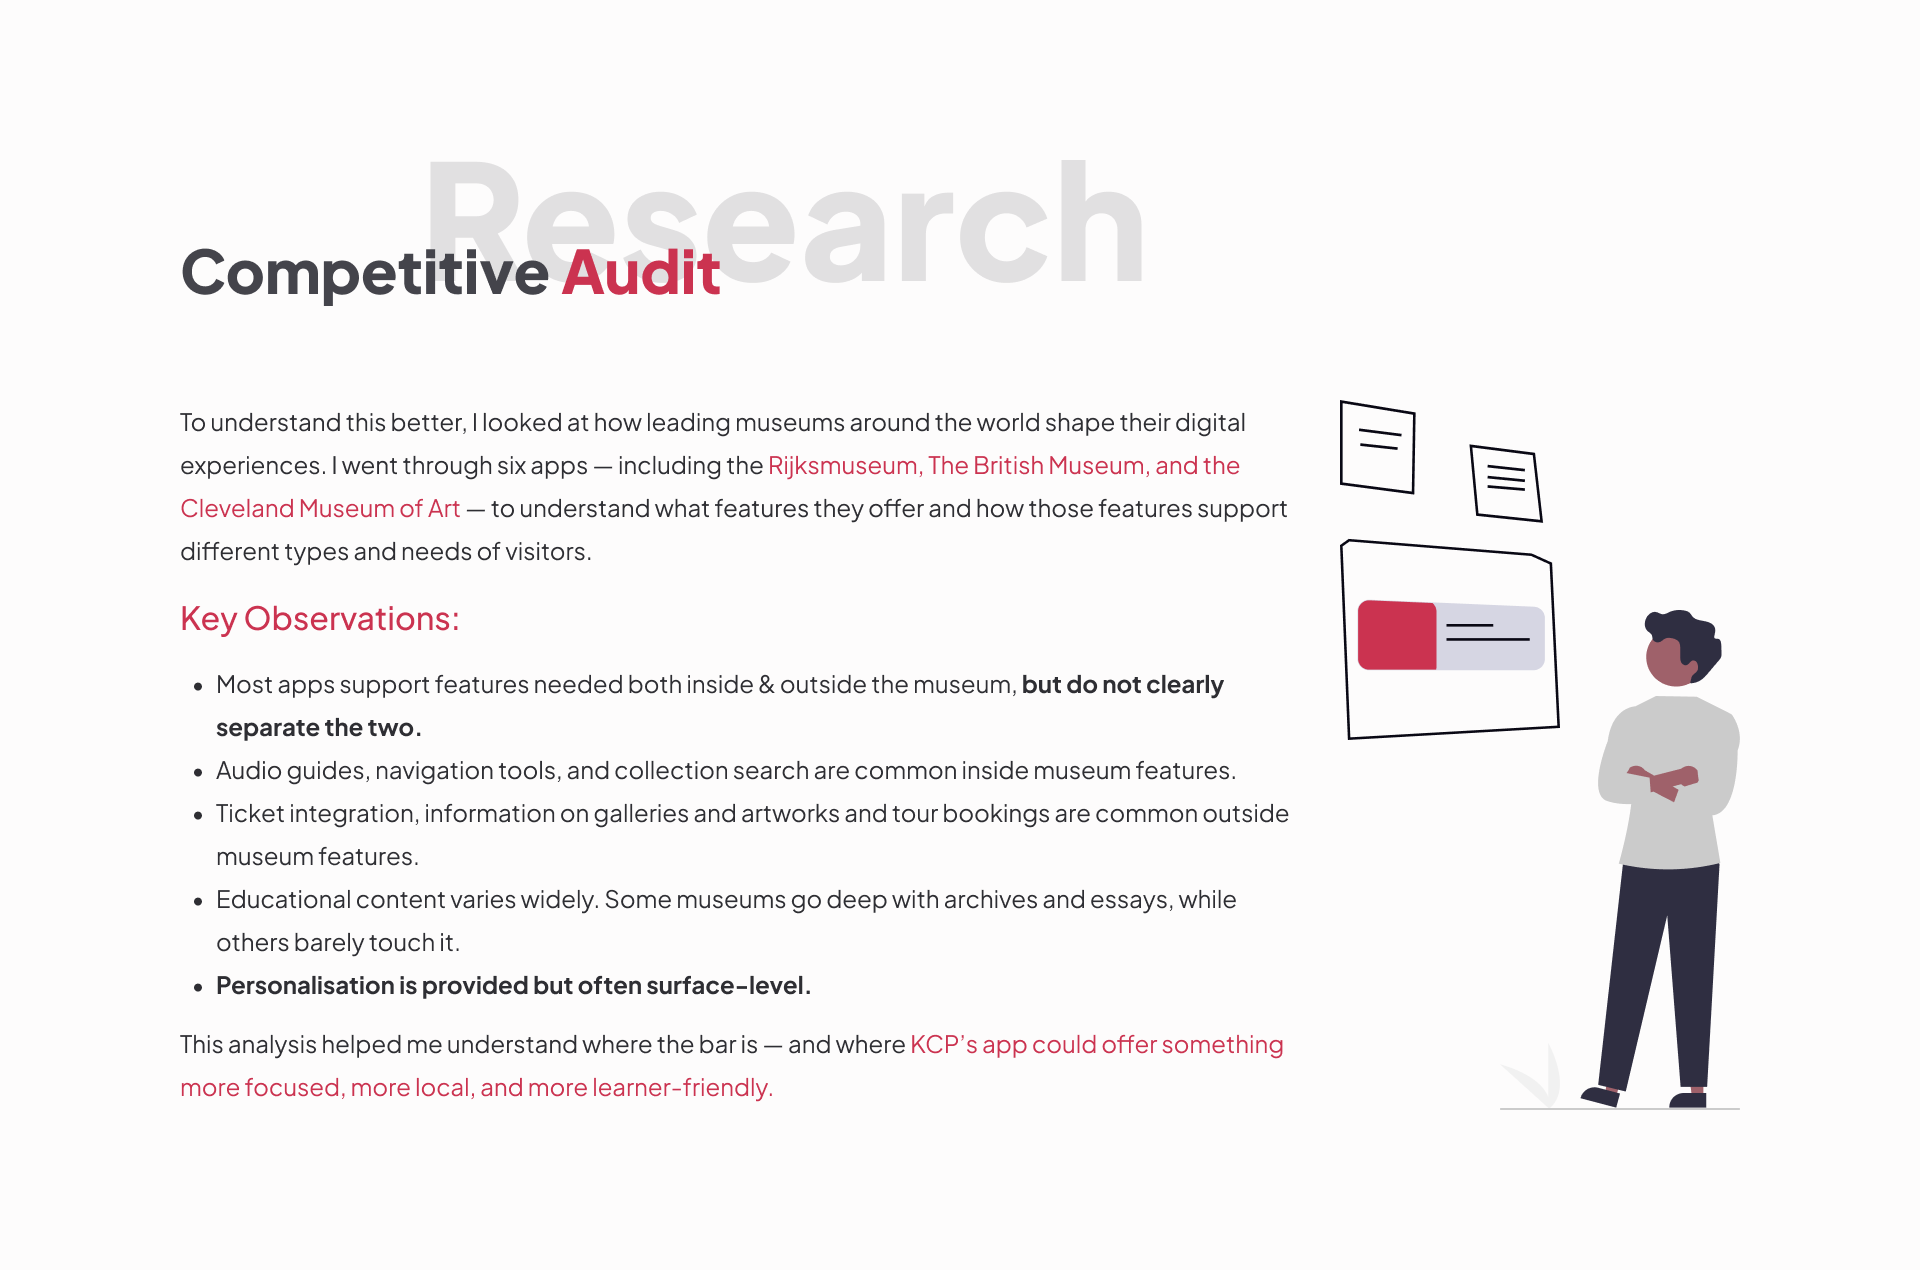 Research
Competitive Audit
To understand this better, I looked at how leading museums around the world shape their digital
experiences. I went through six apps — including the Rijksmuseum, The British Museum, and the
Cleveland Museum of Art — to understand what features they offer and how those features support
different types and needs of visitors.
Key Observations:
• Most apps support features needed both inside & outside the museum, but do not clearly
separate the two.
• Audio guides, navigation tools, and collection search are common inside museum features.
• Ticket integration, information on galleries and artworks and tour bookings are common outside
museum features.
• Educational content varies widely. Some museums go deep with archives and essays, while
others barely touch it.
• Personalisation is provided but often surface-level.
This analysis helped me understand where the bar is — and where KCP’s app could offer something
more focused, more local, and more learner-friendly.